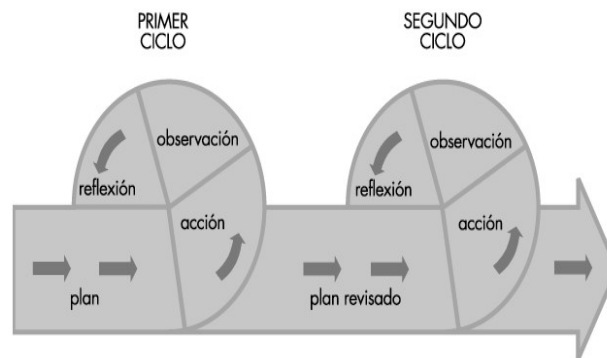 PRIMER
CICLO
SEGUNDO
CICLO
observación
reflexión
acción
plan
observación
reflexión
acción
plan revisado